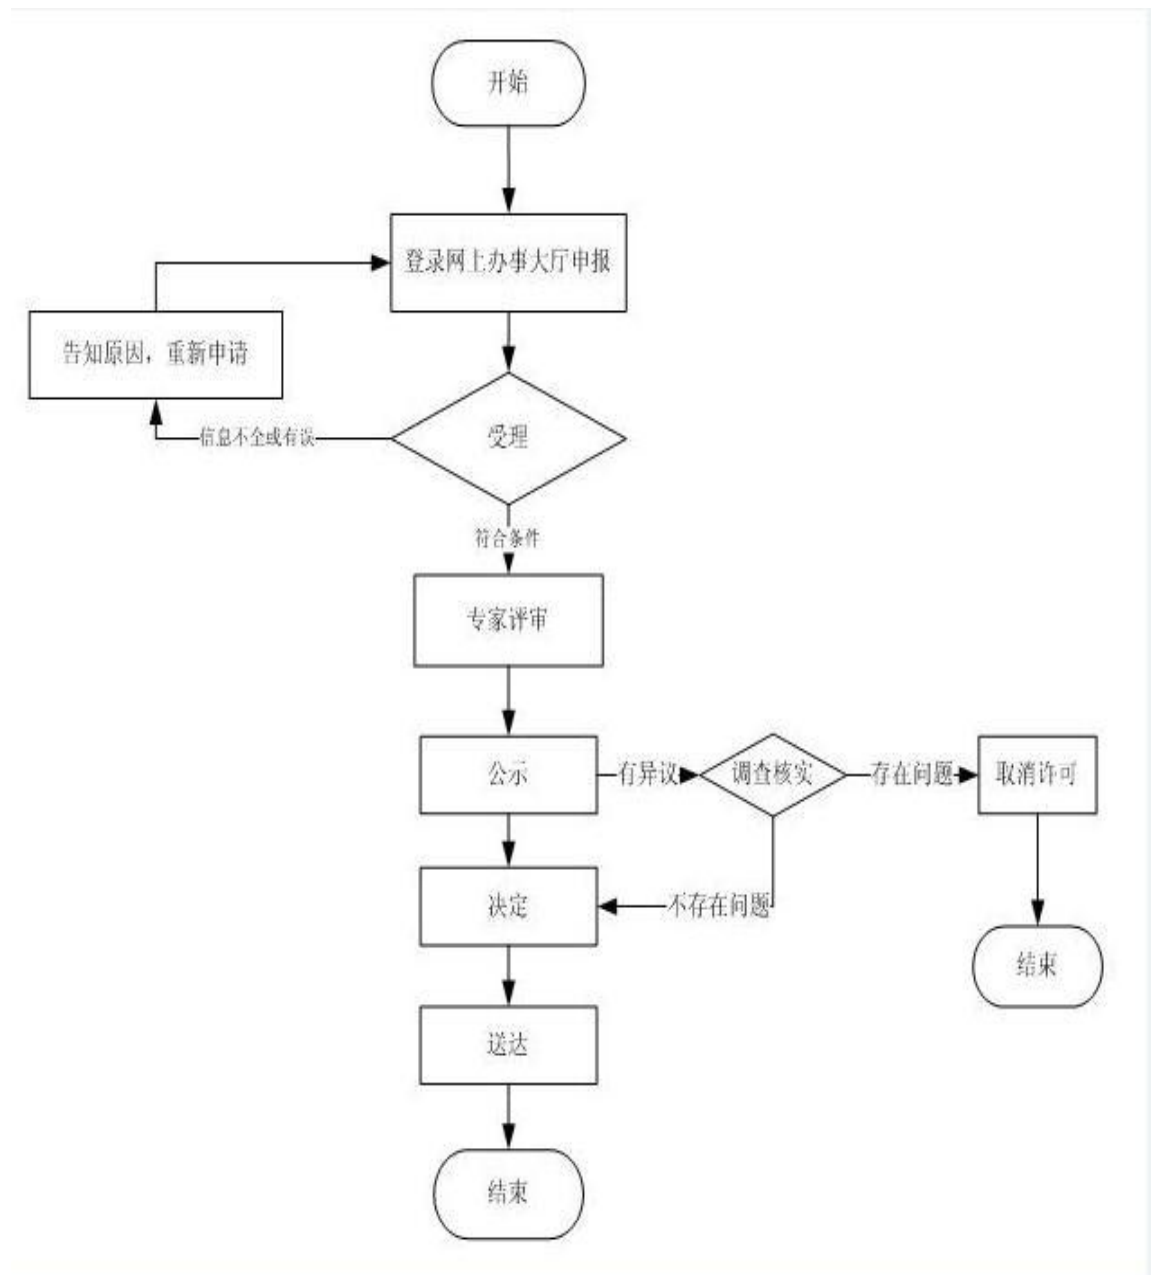 开始
登录网上办事大厅申报
告知原因，重新申请
信息不全或有误
受理
符合条件
专家评审
公示
有异议
调查核实
存在问题
取消许可
决定
不存在问题
结束
送达
结束